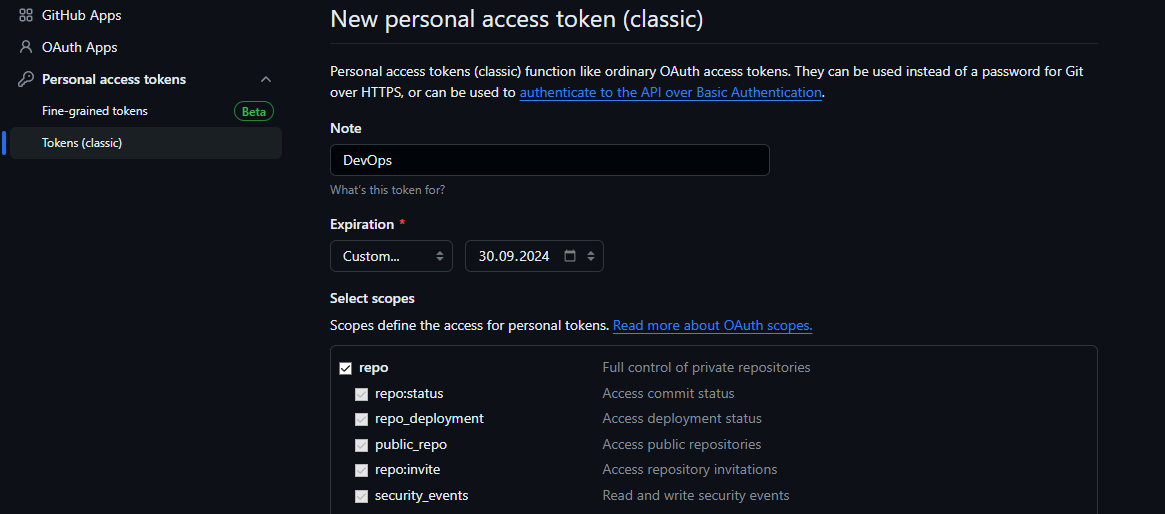 GitHub Apps
OAuth Apps
Personal access tokens
Fine-grained tokens Beta
Tokens (classic)
New personal access token (classic)
Personal access tokens (classic) function like ordinary OAuth access tokens. They can be used instead of a password for Git
over HTTPS, or can be used to authenticate to the API over Basic Authentication.
Note
DevOps
What's this token for?
Expiration *
Custom... 30.09.2024
Select scopes
Scopes define the access for personal tokens. Read more about OAuth scopes.
repo Full control of private repositories
repo:status Access commit status
repo_deployment Access deployment status
public_repo Access public repositories
repo:invite Access repository invitations
security_events Read and write security events